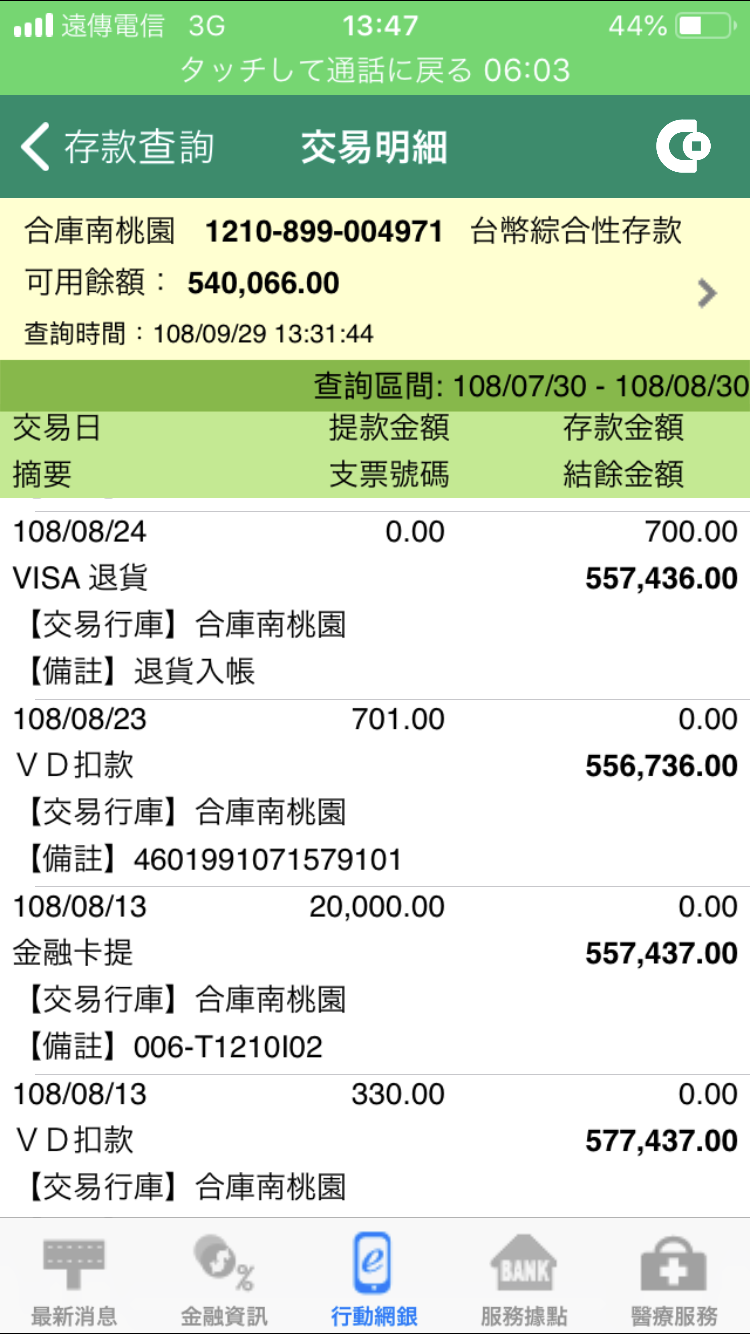 遠傳電信 3G 13:47 44%
タッチして通話に戻る 06:03
存款查詢 交易明細
合庫南桃園 1210-899-004971 台幣綜合性存款
可用餘額： 540,066.00
查詢時間：108/09/29 13:31:44
查詢區間: 108/07/30 - 108/08/30
交易日 提款金額 存款金額
摘要 支票號碼 結餘金額
108/08/24 0.00 700.00
VISA 退貨 557,436.00
【交易行庫】合庫南桃園
【備註】退貨入帳
108/08/23 701.00 0.00
ＶＤ扣款 556,736.00
【交易行庫】合庫南桃園
【備註】4601991071579101
108/08/13 20,000.00 0.00
金融卡提 557,437.00
【交易行庫】合庫南桃園
【備註】006-T1210I02
108/08/13 330.00 0.00
ＶＤ扣款 577,437.00
【交易行庫】合庫南桃園
BANK
最新消息 金融資訊 行動網銀 服務據點 醫療服務